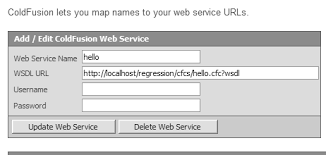 ColdFusion lets you map names to your web service URLs.
Add / Edit ColdFusion Web Service
Web Service Name hello
WSDL URL http://localhost/regression/cfcs/hello.cfc?wsdl
Username
Password
Update Web Service Delete Web Service